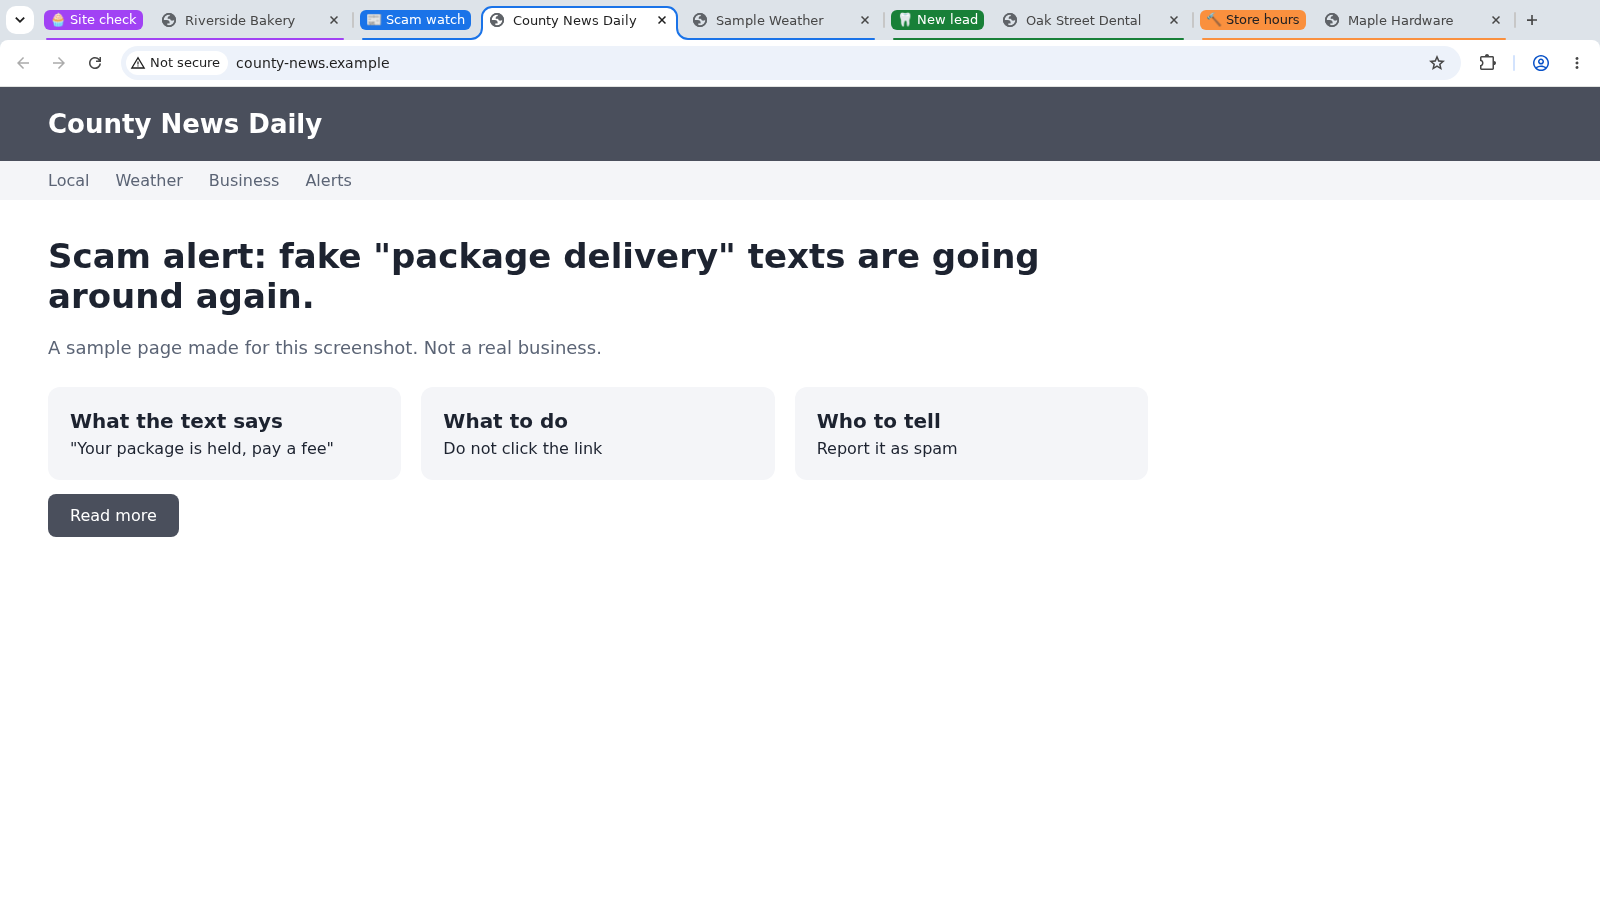 Site check
Riverside Bakery
Scam watch
County News Daily
Sample Weather
New lead
Oak Street Dental
Store hours
Maple Hardware
Not secure
county-news.example
County News Daily
Local
Weather
Business
Alerts
Scam alert: fake "package delivery" texts are going
around again.
A sample page made for this screenshot. Not a real business.
What the text says
"Your package is held, pay a fee"
What to do
Do not click the link
Who to tell
Report it as spam
Read more